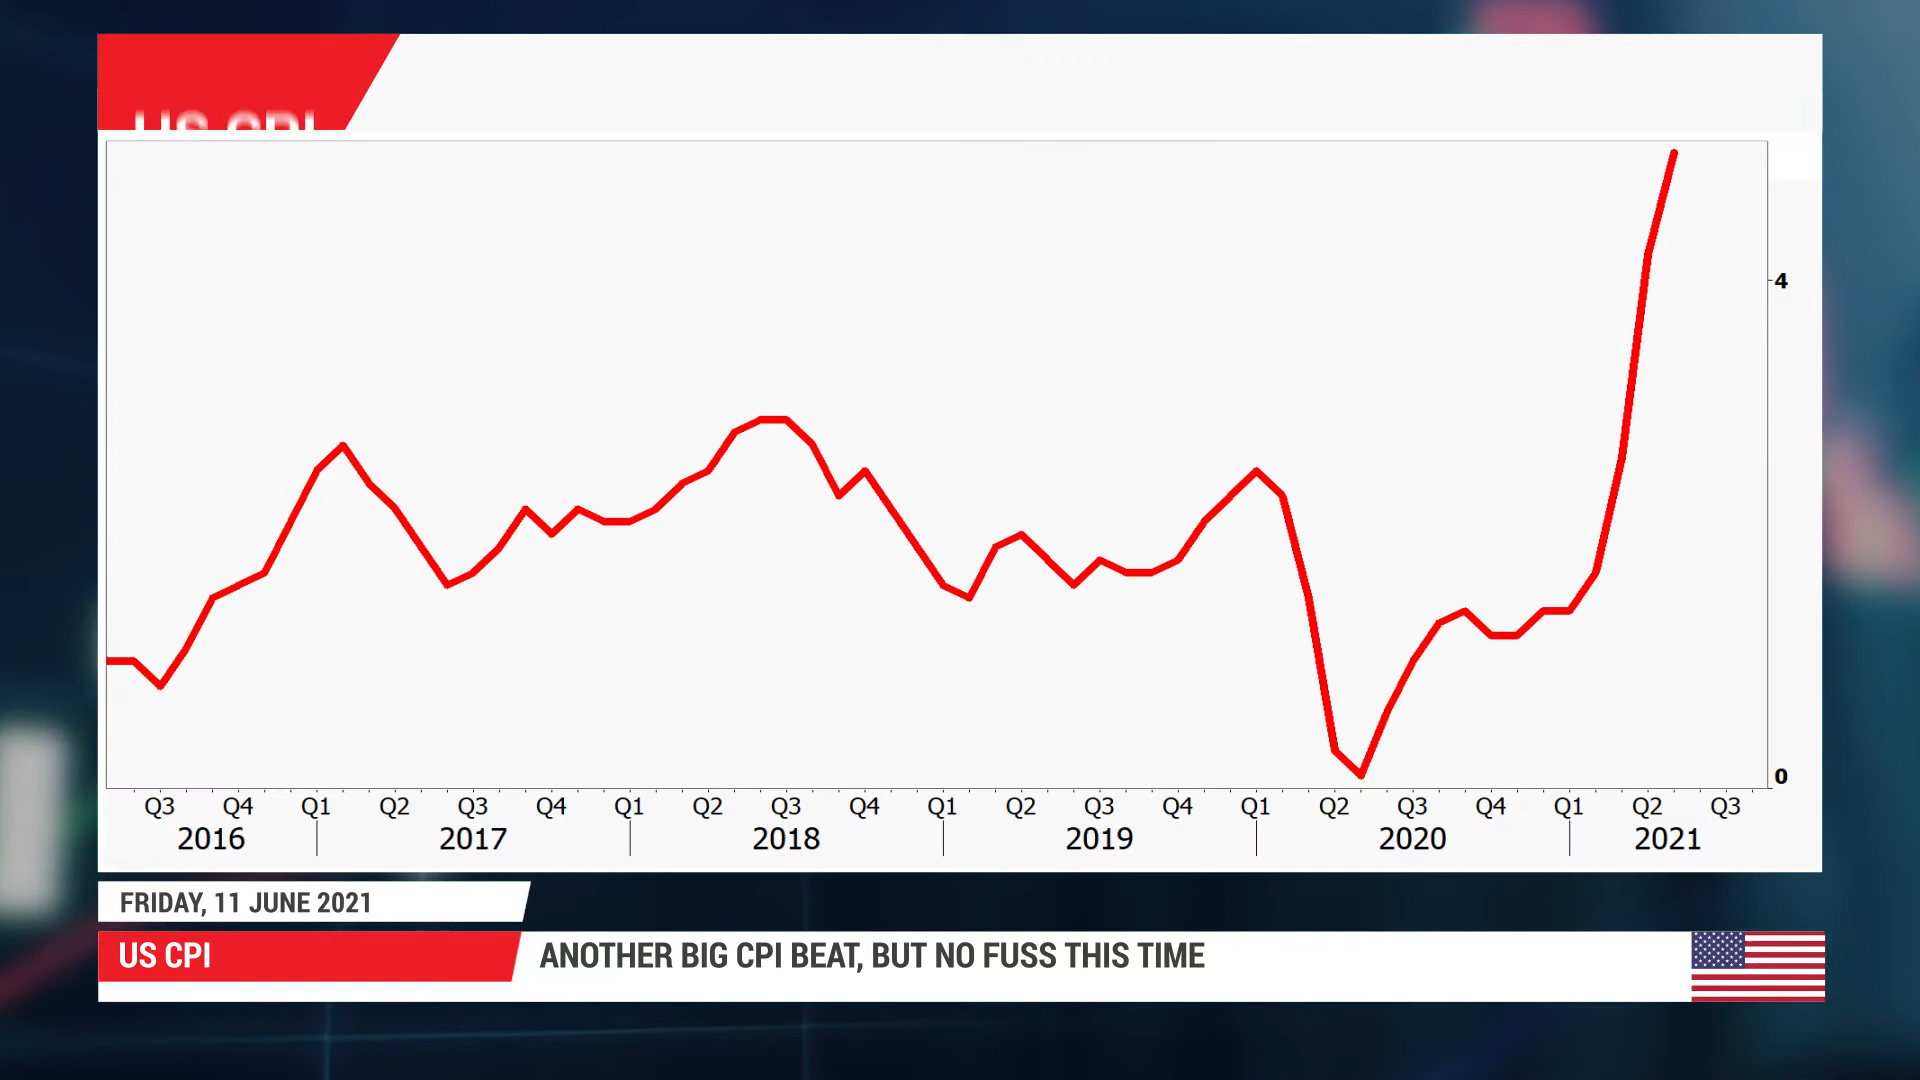 US CPI
4
0
Q3 Q4 Q1 Q2 Q3 Q4 Q1 Q2 Q3 Q4 Q1 Q2 Q3 Q4 Q1 Q2 Q3 Q4 Q1 Q2 Q3
2016 2017 2018 2019 2020 2021
FRIDAY, 11 JUNE 2021
US CPI ANOTHER BIG CPI BEAT, BUT NO FUSS THIS TIME